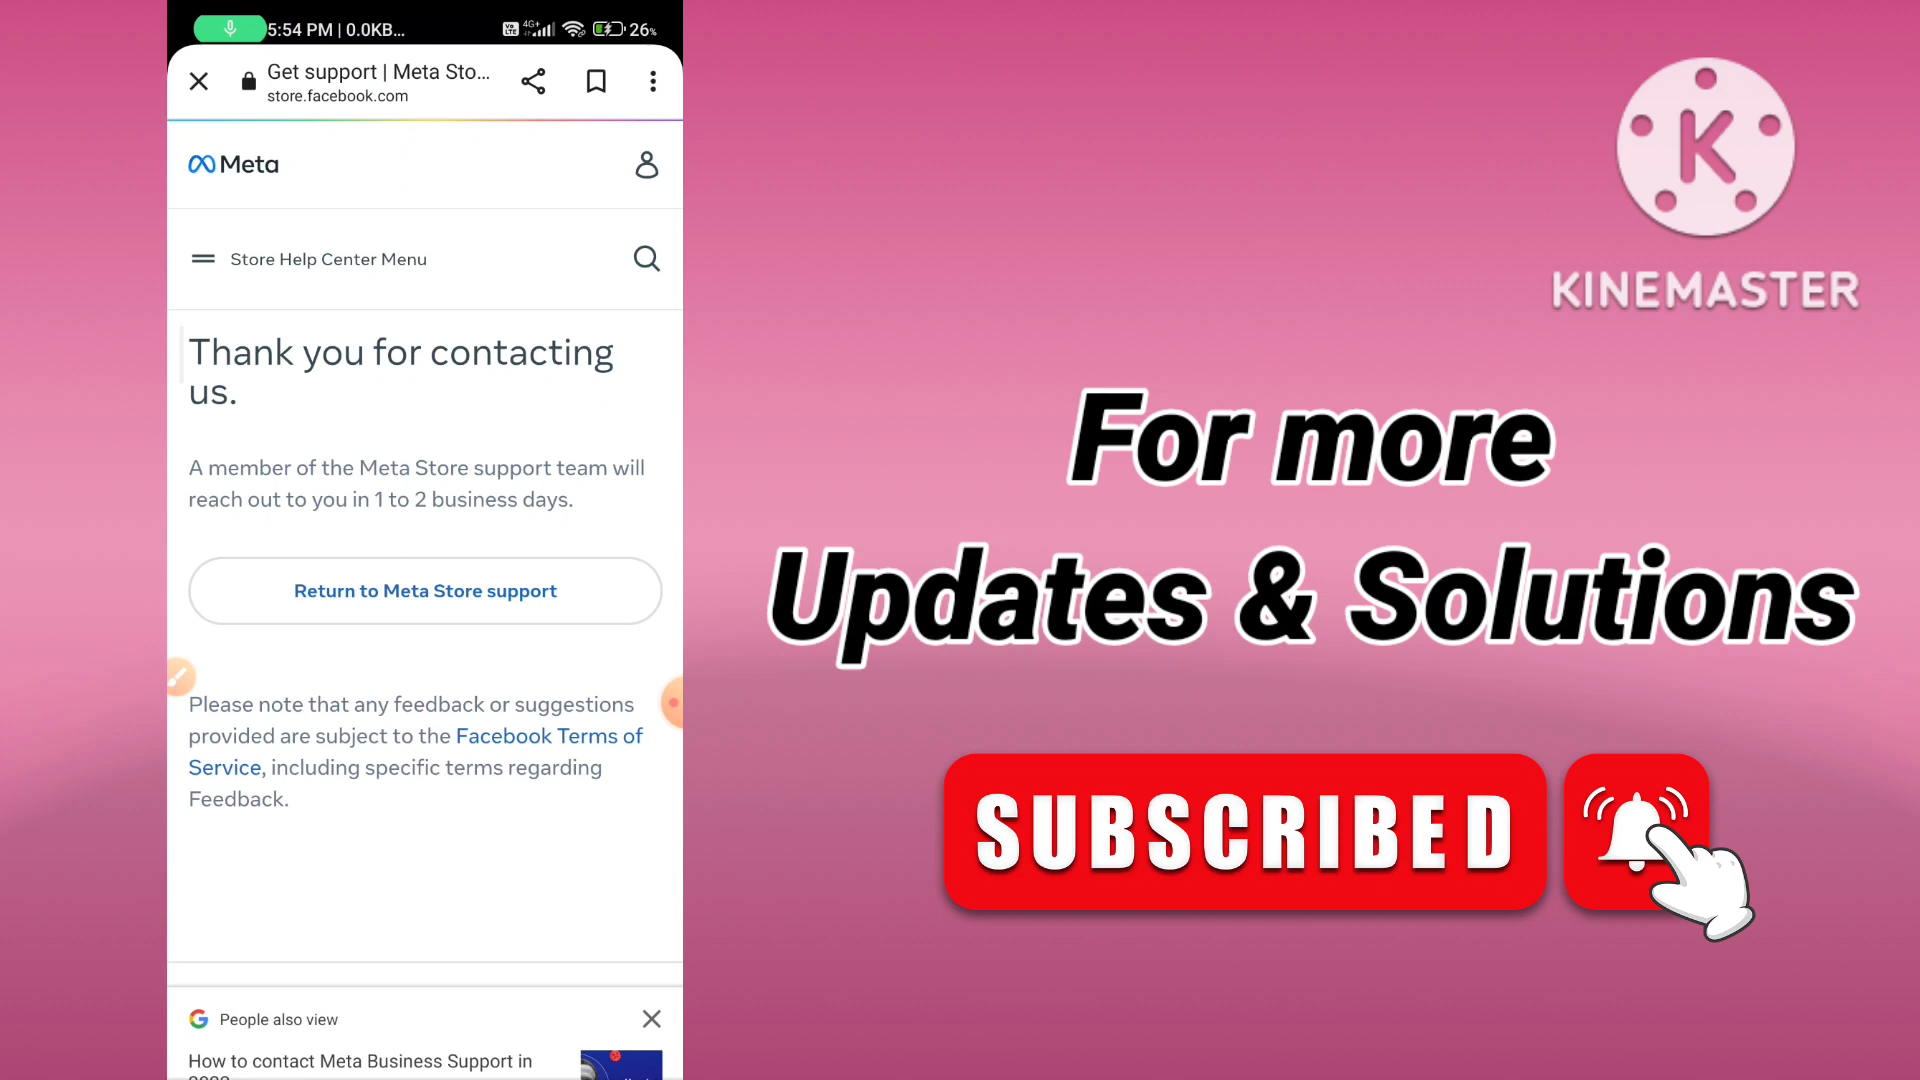 5:54 PM | 0.0KB...
Vo LTE 4G+ 26%
Get support | Meta Sto...
store.facebook.com
Meta
Store Help Center Menu
Thank you for contacting
us.
A member of the Meta Store support team will
reach out to you in 1 to 2 business days.
Return to Meta Store support
Please note that any feedback or suggestions
provided are subject to the Facebook Terms of
Service, including specific terms regarding
Feedback.
People also view
How to contact Meta Business Support in
K
KINEMASTER
For more
Updates & Solutions
SUBSCRIBED